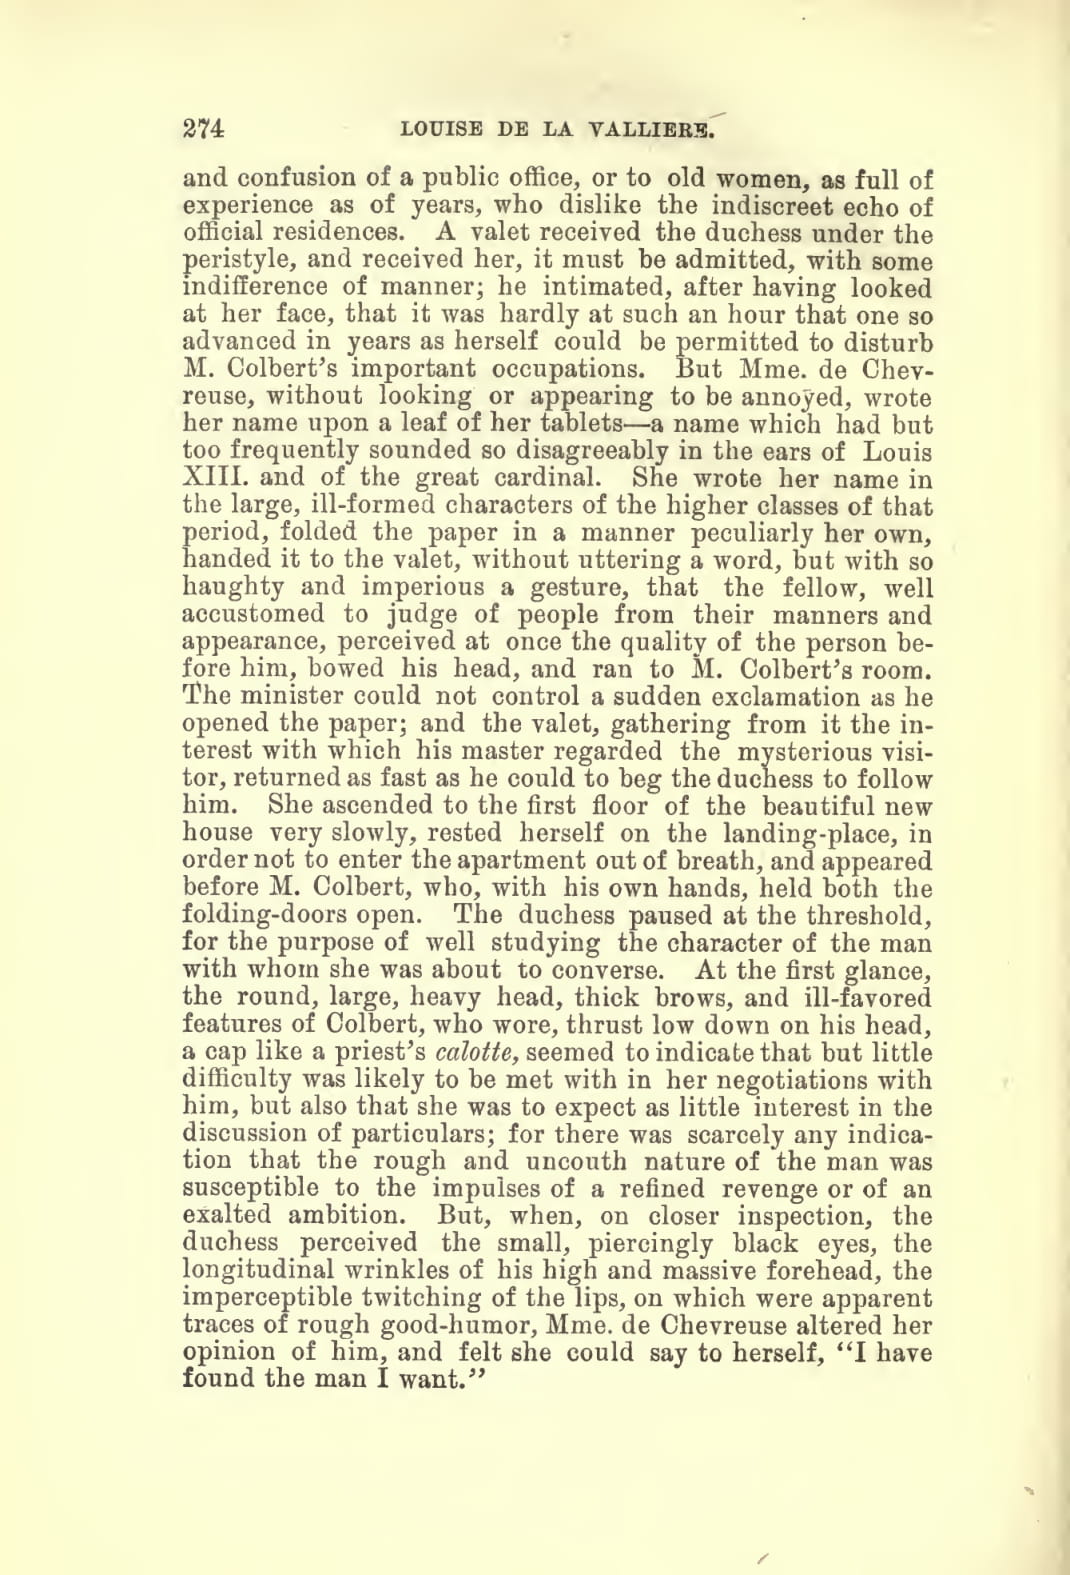 274 LOUISE DE LA VALLIERE.
and confusion of a public office, or to old women, as full of
experience as of years, who dislike the indiscreet echo of
official residences. A valet received the duchess under the
peristyle, and received her, it must be admitted, with some
indifference of manner; he intimated, after having looked
at her face, that it was hardly at such an hour that one so
advanced in years as herself could be permitted to disturb
M. Colbert's important occupations. But Mme. de Chev-
reuse, without looking or appearing to be annoyed, wrote
her name upon a leaf of her tablets—a name which had but
too frequently sounded so disagreeably in the ears of Louis
XIII. and of the great cardinal. She wrote her name in
the large, ill-formed characters of the higher classes of that
period, folded the paper in a manner peculiarly her own,
handed it to the valet, without uttering a word, but with so
haughty and imperious a gesture, that the fellow, well
accustomed to judge of people from their manners and
appearance, perceived at once the quality of the person be-
fore him, bowed his head, and ran to M. Colbert's room.
The minister could not control a sudden exclamation as he
opened the paper; and the valet, gathering from it the in-
terest with which his master regarded the mysterious visi-
tor, returned as fast as he could to beg the duchess to follow
him. She ascended to the first floor of the beautiful new
house very slowly, rested herself on the landing-place, in
order not to enter the apartment out of breath, and appeared
before M. Colbert, who, with his own hands, held both the
folding-doors open. The duchess paused at the threshold,
for the purpose of well studying the character of the man
with whom she was about to converse. At the first glance,
the round, large, heavy head, thick brows, and ill-favored
features of Colbert, who wore, thrust low down on his head,
a cap like a priest's calotte, seemed to indicate that but little
difficulty was likely to be met with in her negotiations with
him, but also that she was to expect as little interest in the
discussion of particulars; for there was scarcely any indica-
tion that the rough and uncouth nature of the man was
susceptible to the impulses of a refined revenge or of an
exalted ambition. But, when, on closer inspection, the
duchess perceived the small, piercingly black eyes, the
longitudinal wrinkles of his high and massive forehead, the
imperceptible twitching of the lips, on which were apparent
traces of rough good-humor, Mme. de Chevreuse altered her
opinion of him, and felt she could say to herself, "I have
found the man I want."